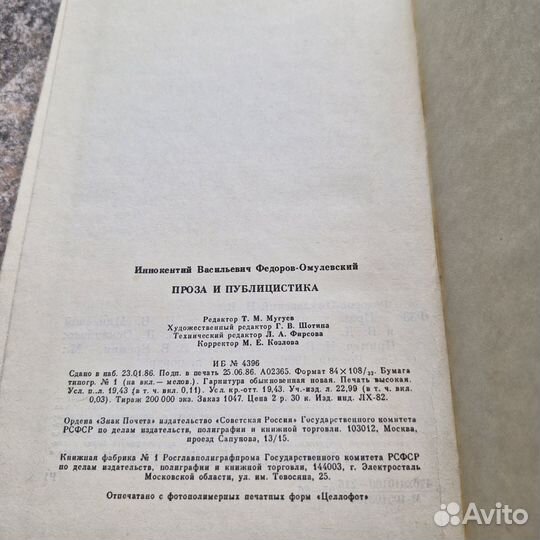 Иннокентий Васильевич Федоров-Омулевский
ПРОЗА И ПУБЛИЦИСТИКА
Редактор Т. М. Мугуев
Художественный редактор Г. В. Шотина
Технический редактор Л. А. Фирсова
Корректор М. Е. Козлова
ИБ № 4396
Сдано в наб. 23.01.86. Подп. в печать 25.06.86. А02365. Формат 84×108/32. Бумага
типогр. № 1 (на вкл.— мелов.). Гарнитура обыкновенная новая. Печать высокая.
Усл. п.л. 19,43 (в т. ч. вкл. 0,11). Усл. кр.-отт. 19,43. Уч.-изд. л. 22,99 (в т. ч. вкл.
0,03). Тираж 200 000 экз. Заказ 1047. Цена 2 р. 30 к. Изд. инд. ЛХ-82.
Ордена «Знак Почета» издательство «Советская Россия» Государственного комитета
РСФСР по делам издательств, полиграфии и книжной торговли. 103012, Москва,
проезд Сапунова, 13/15.
Книжная фабрика № 1 Росглавполиграфпрома Государственного комитета РСФСР
по делам издательств, полиграфии и книжной торговли, 144003, г. Электросталь
Московской области, ул. им. Тевосяна, 25.
Отпечатано с фотополимерных печатных форм «Целлофот»
Avito